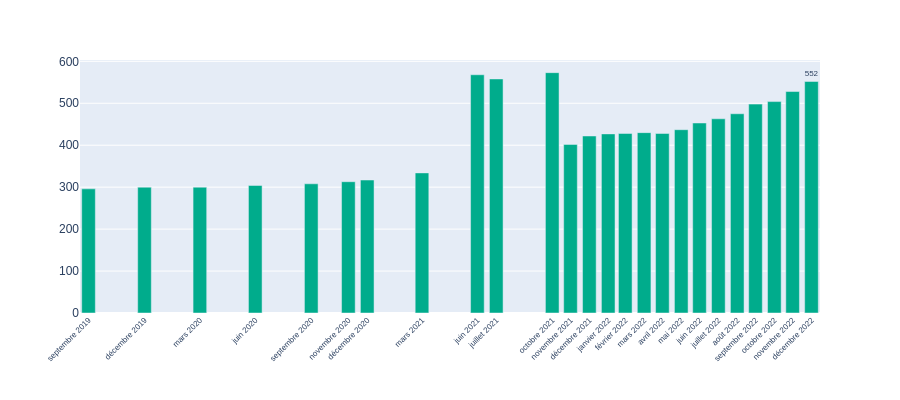 600
500
400
300
200
100
0
552
septembre 2019
décembre 2019
mars 2020
juin 2020
septembre 2020
novembre 2020
décembre 2020
mars 2021
juin 2021
juillet 2021
octobre 2021
novembre 2021
décembre 2021
janvier 2022
février 2022
mars 2022
avril 2022
mai 2022
juin 2022
juillet 2022
août 2022
septembre 2022
octobre 2022
novembre 2022
décembre 2022